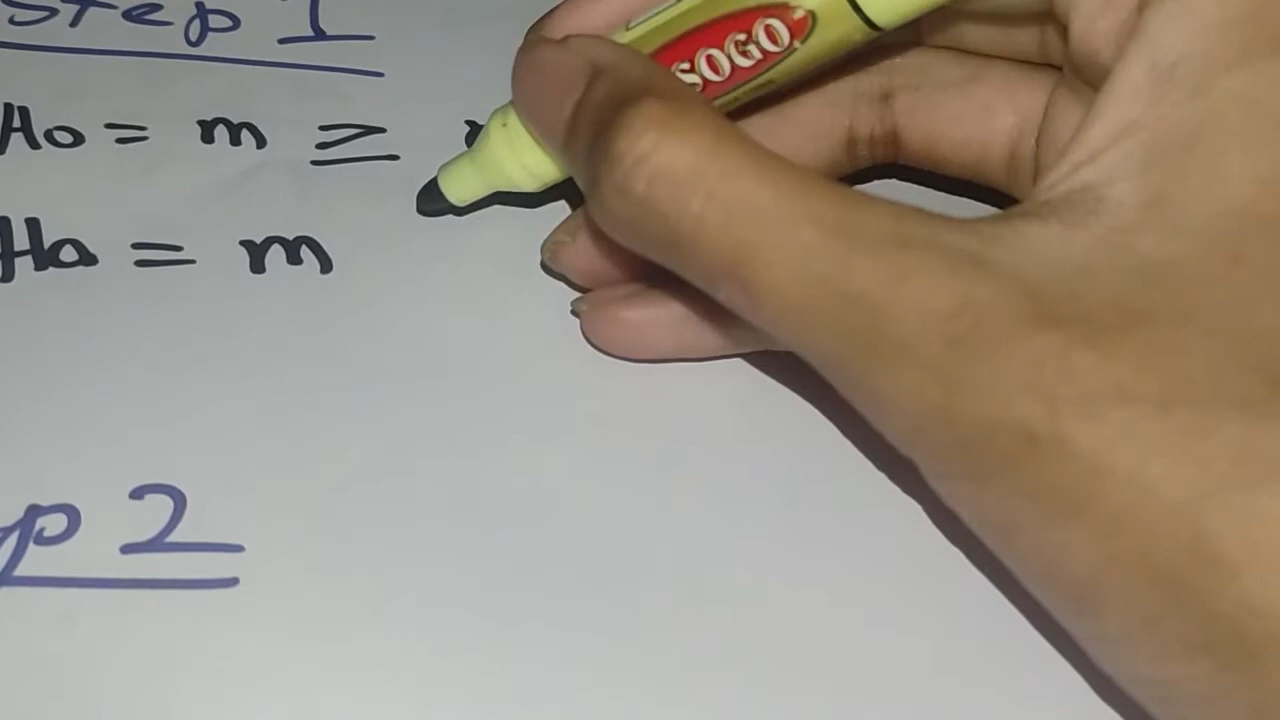 Step 1
SOGO
Ho = m ≥
Ha = m
p 2